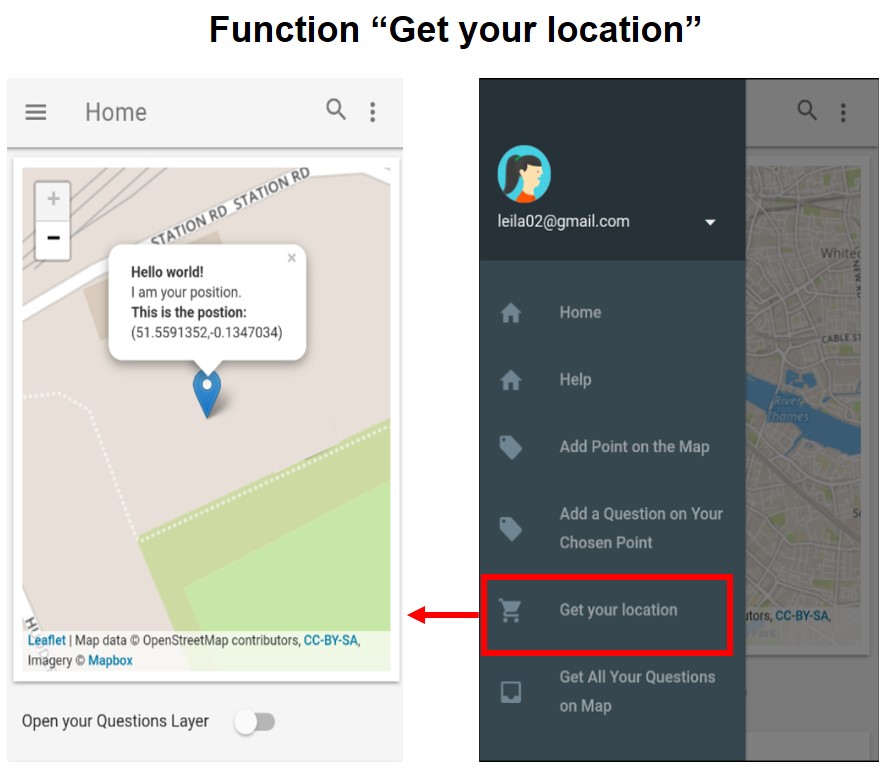 Function “Get your location”
Home
+
−
STATION RD STATION RD
×
Hello world!
I am your position.
This is the postion:
(51.5591352,-0.1347034)
Leaflet | Map data © OpenStreetMap contributors, CC-BY-SA,
Imagery © Mapbox
Open your Questions Layer
leila02@gmail.com
Home
Help
Add Point on the Map
Add a Question on Your
Chosen Point
Get your location
Get All Your Questions
on Map
CABLE ST
River
Thames
CC-BY-SA,